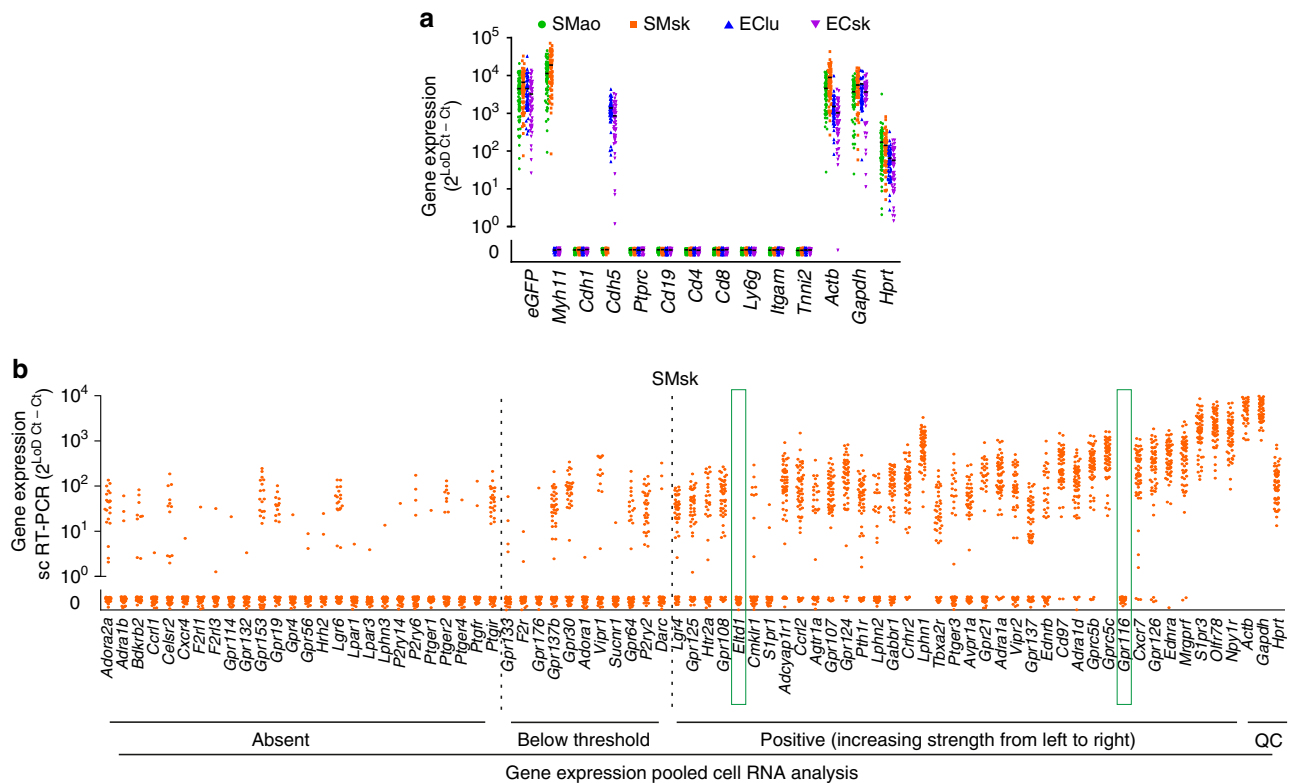 a
SMao SMsk EClu ECsk
Gene expression
(2^LoD Ct – Ct)
10^5
10^4
10^3
10^2
10^1
10^0
0
eGFP Myh11 Cdh1 Cdh5 Ptprc Cd19 Cd4 Cd8 Ly6g Itgam Tnni2 Actb Gapdh Hprt
b
SMsk
Gene expression
sc RT-PCR (2^LoD Ct – Ct)
10^4
10^3
10^2
10^1
10^0
0
Adora2a Adra1b Bdkrb2 Ccrl1 Celsr2 Cxcr4 F2rl1 F2rl3 Gpr114 Gpr132 Gpr153 Gpr19 Gpr4 Gpr56 Hrh2 Lgr6 Lpar1 Lpar3 Lphn3 P2ry14 P2ry6 Ptger1 Ptger2 Ptger4 Ptgfr Ptgir Gpr133 F2r Gpr176 Gpr137b Gpr30 Adora1 Vipr1 Sucnr1 Gpr64 P2ry2 Darc Lgr4 Gpr125 Htr2a Gpr108 Eltd1 Cmklr1 S1pr1 Adcyap1r1 Ccrl2 Agtr1a Gpr107 Gpr124 Pth1r Lphn2 Gabbr1 Crhr2 Lphn1 Tbxa2r Ptger3 Avpr1a Gpr21 Adra1a Vipr2 Gpr137 Ednrb Cd97 Adra1d Gprc5b Gprc5c Gpr116 Cxcr7 Gpr126 Ednra Mrgprf S1pr3 Olfr78 Npy1r Actb Gapdh Hprt
Absent Below threshold Positive (increasing strength from left to right) QC
Gene expression pooled cell RNA analysis